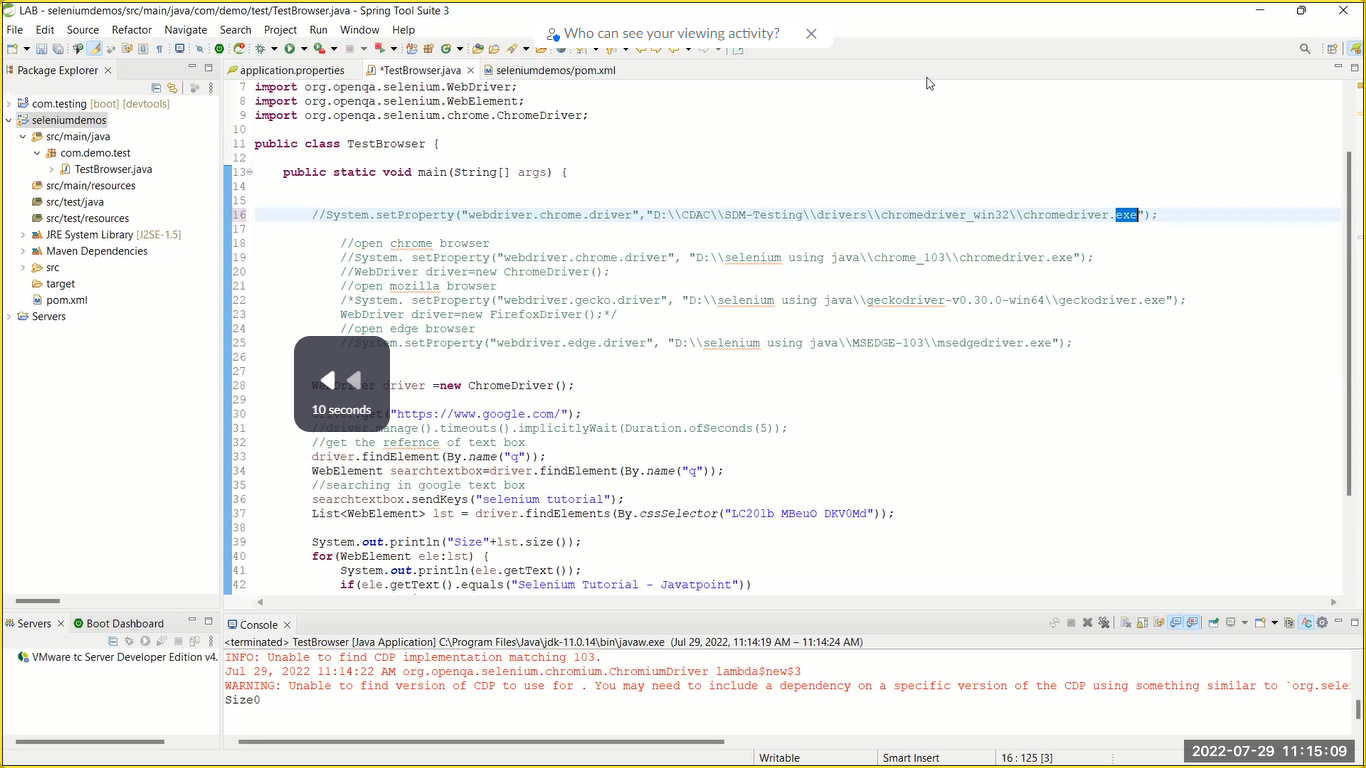 LAB - seleniumdemos/src/main/java/com/demo/test/TestBrowser.java - Spring Tool Suite 3
File Edit Source Refactor Navigate Search Project Run Window Help
Who can see your viewing activity?
Package Explorer
application.properties
*TestBrowser.java
seleniumdemos/pom.xml
com.testing [boot] [devtools]
seleniumdemos
src/main/java
com.demo.test
TestBrowser.java
src/main/resources
src/test/java
src/test/resources
JRE System Library [J2SE-1.5]
Maven Dependencies
src
target
pom.xml
Servers
7 import org.openqa.selenium.WebDriver;
8 import org.openqa.selenium.WebElement;
9 import org.openqa.selenium.chrome.ChromeDriver;
10
11 public class TestBrowser {
12
13 public static void main(String[] args) {
14
15
16 //System.setProperty("webdriver.chrome.driver","D:\\CDAC\\SDM-Testing\\drivers\\chromedriver_win32\\chromedriver.exe");
17
18 //open chrome browser
19 //System. setProperty("webdriver.chrome.driver", "D:\\selenium using java\\chrome_103\\chromedriver.exe");
20 //WebDriver driver=new ChromeDriver();
21 //open mozilla browser
22 /*System. setProperty("webdriver.gecko.driver", "D:\\selenium using java\\geckodriver-v0.30.0-win64\\geckodriver.exe");
23 WebDriver driver=new FirefoxDriver();*/
24 //open edge browser
25 //System.setProperty("webdriver.edge.driver", "D:\\selenium using java\\MSEDGE-103\\msedgedriver.exe");
26
27
28 WebDriver driver =new ChromeDriver();
30 driver.get("https://www.google.com/");
31 //driver.manage().timeouts().implicitlyWait(Duration.ofSeconds(5));
32 //get the refernce of text box
33 driver.findElement(By.name("q"));
34 WebElement searchtextbox=driver.findElement(By.name("q"));
35 //searching in google text box
36 searchtextbox.sendKeys("selenium tutorial");
37 List<WebElement> lst = driver.findElements(By.cssSelector("LC20lb MBeuO DKV0Md"));
38
39 System.out.println("Size"+lst.size());
40 for(WebElement ele:lst) {
41 System.out.println(ele.getText());
42 if(ele.getText().equals("Selenium Tutorial - Javatpoint"))
10 seconds
Servers
Boot Dashboard
VMware tc Server Developer Edition v4.
Console
<terminated> TestBrowser [Java Application] C:\Program Files\Java\jdk-11.0.14\bin\javaw.exe (Jul 29, 2022, 11:14:19 AM – 11:14:24 AM)
INFO: Unable to find CDP implementation matching 103.
Jul 29, 2022 11:14:22 AM org.openqa.selenium.chromium.ChromiumDriver lambda$new$3
WARNING: Unable to find version of CDP to use for . You may need to include a dependency on a specific version of the CDP using something similar to `org.sele
Size0
Writable
Smart Insert
16 : 125 [3]
2022-07-29 11:15:09